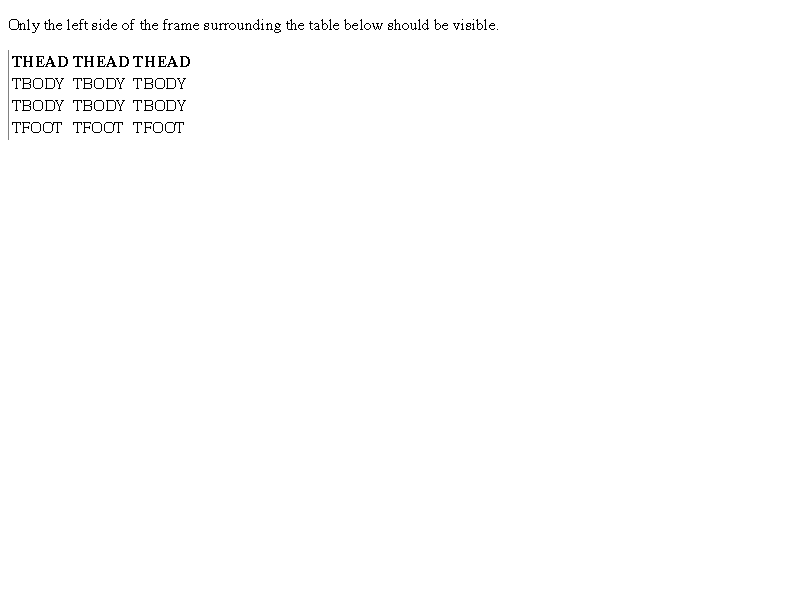 Only the left side of the frame surrounding the table below should be visible.
THEAD THEAD THEAD
TBODY TBODY TBODY
TBODY TBODY TBODY
TFOOT TFOOT TFOOT